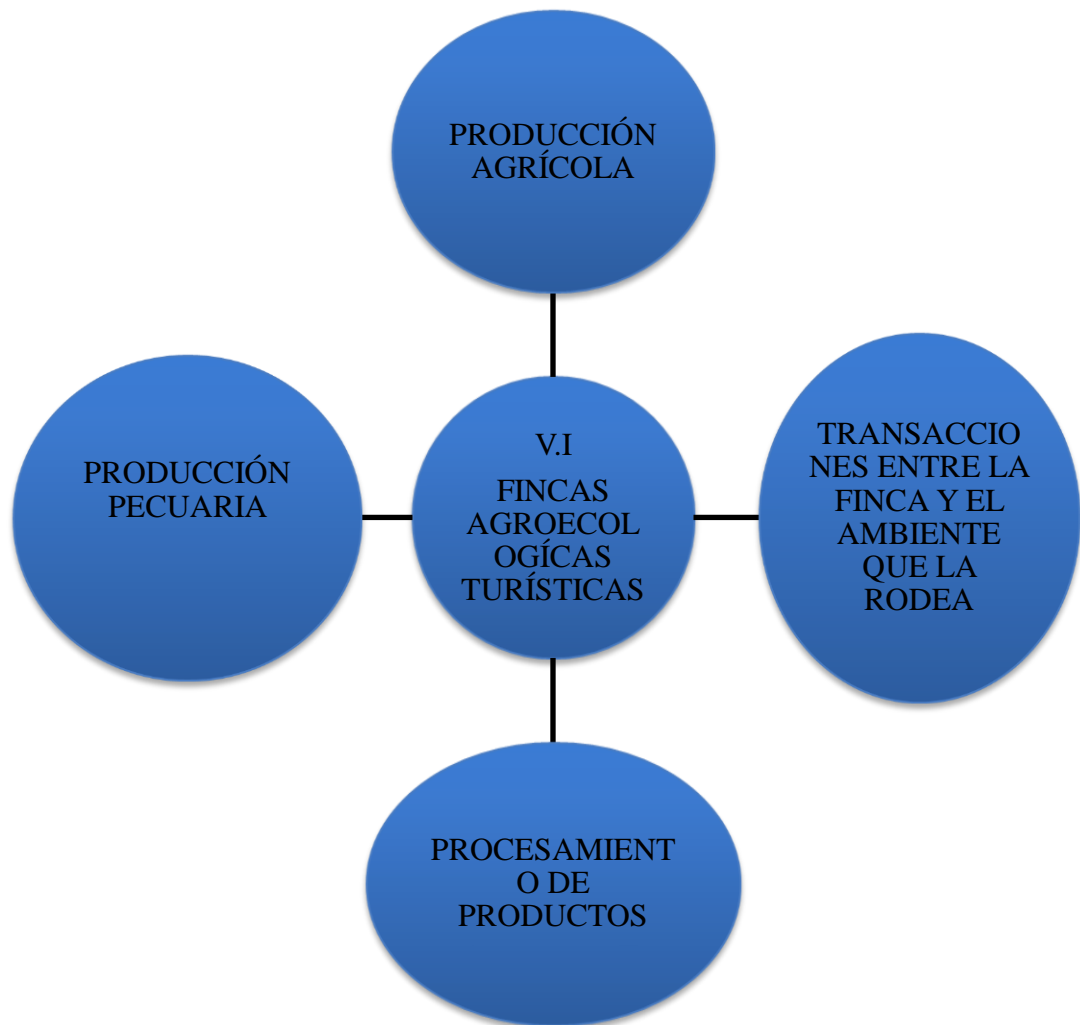 PRODUCCIÓN
AGRÍCOLA
PRODUCCIÓN
PECUARIA
V.I
FINCAS
AGROECOL
OGÍCAS
TURÍSTICAS
TRANSACCIO
NES ENTRE LA
FINCA Y EL
AMBIENTE
QUE LA
RODEA
PROCESAMIENT
O DE
PRODUCTOS